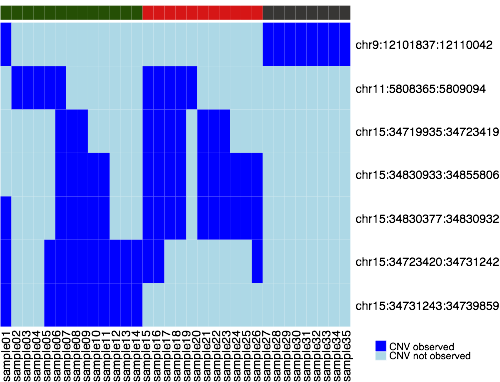 chr9:12101837:12110042
chr11:5808365:5809094
chr15:34719935:34723419
chr15:34830933:34855806
chr15:34830377:34830932
chr15:34723420:34731242
chr15:34731243:34739859
sample01
sample02
sample03
sample04
sample05
sample06
sample07
sample08
sample09
sample10
sample11
sample12
sample13
sample14
sample15
sample16
sample17
sample18
sample19
sample20
sample21
sample22
sample23
sample24
sample25
sample26
sample27
sample28
sample29
sample30
sample31
sample32
sample33
sample34
sample35
CNV observed
CNV not observed